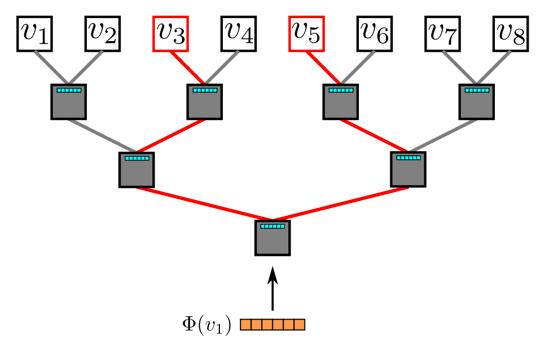 v₁ v₂ v₃ v₄ v₅ v₆ v₇ v₈
Φ(v₁)